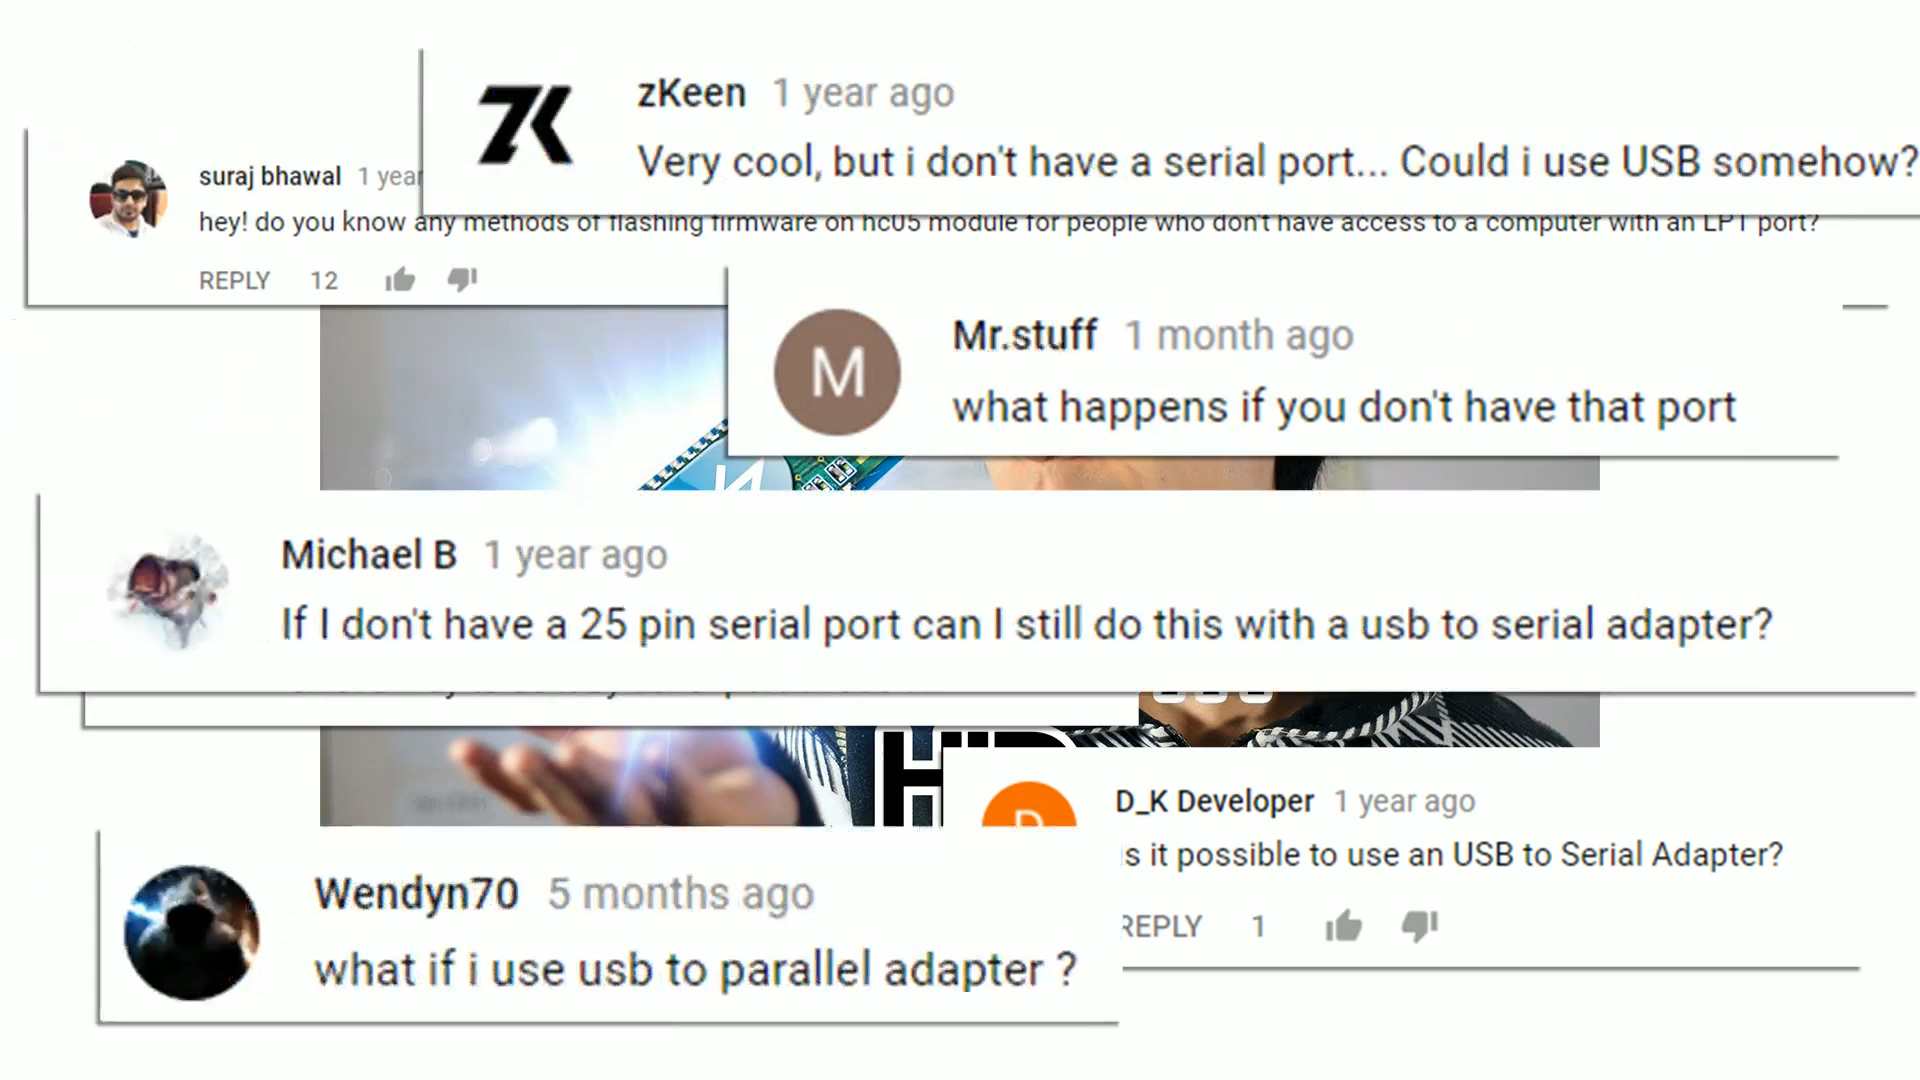 zKeen 1 year ago
Very cool, but i don't have a serial port... Could i use USB somehow?
suraj bhawal 1 year
hey! do you know any methods of flashing firmware on hc05 module for people who don't have access to a computer with an LPT port?
REPLY 12
M
Mr.stuff 1 month ago
what happens if you don't have that port
Michael B 1 year ago
If I don't have a 25 pin serial port can I still do this with a usb to serial adapter?
HID
D
D_K Developer 1 year ago
s it possible to use an USB to Serial Adapter?
REPLY 1
Wendyn70 5 months ago
what if i use usb to parallel adapter ?